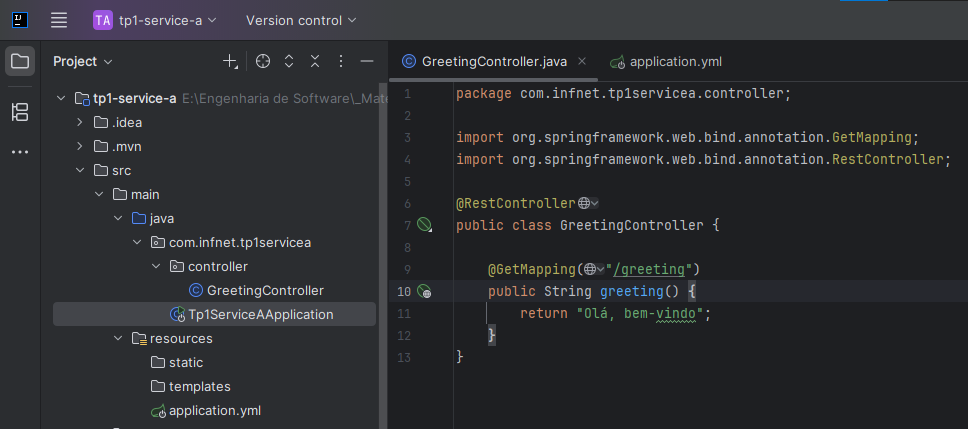 IJ
TA tp1-service-a Version control
Project
GreetingController.java application.yml
tp1-service-a E:\Engenharia de Software\_Mate
.idea
.mvn
src
main
java
com.infnet.tp1servicea
controller
GreetingController
Tp1ServiceAApplication
resources
static
templates
application.yml
1 package com.infnet.tp1servicea.controller;
2
3 import org.springframework.web.bind.annotation.GetMapping;
4 import org.springframework.web.bind.annotation.RestController;
5
6 @RestController
7 public class GreetingController {
8
9 @GetMapping("/greeting")
10 public String greeting() {
11 return "Olá, bem-vindo";
12 }
13 }